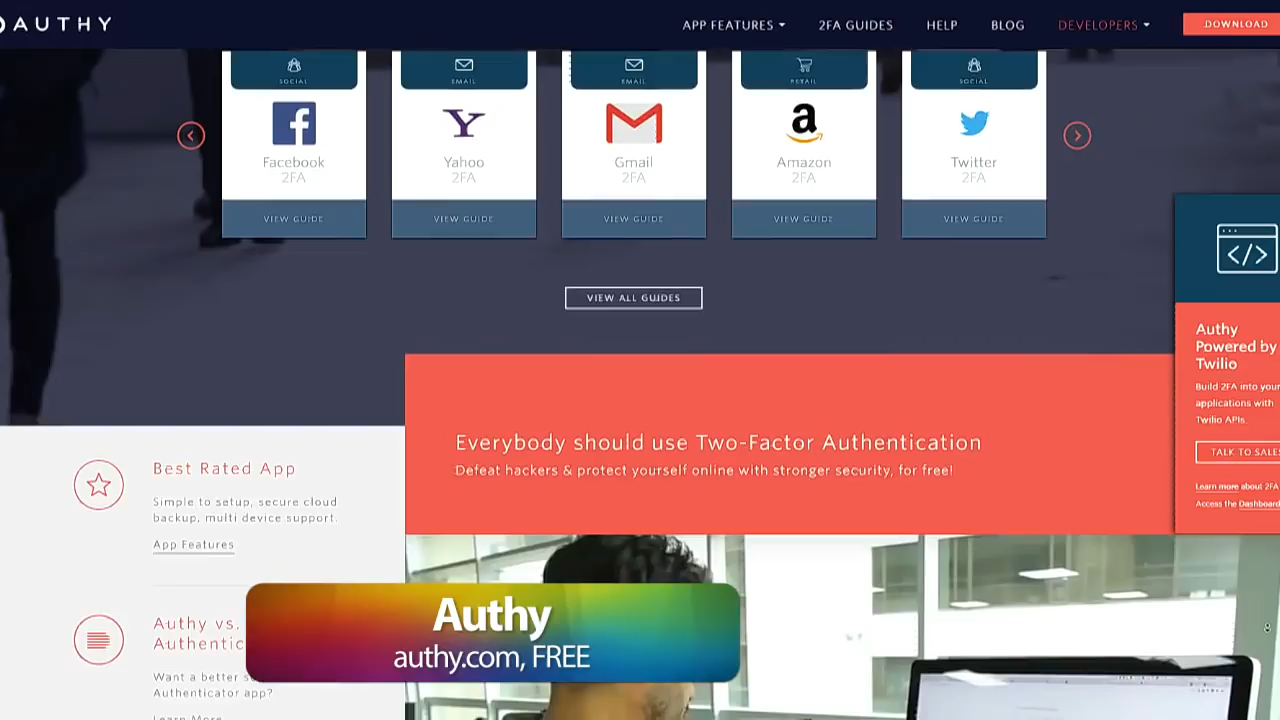 AUTHY
APP FEATURES
2FA GUIDES
HELP
BLOG
DEVELOPERS
DOWNLOAD
SOCIAL
EMAIL
EMAIL
RETAIL
SOCIAL
Facebook
2FA
Yahoo
2FA
Gmail
2FA
Amazon
2FA
Twitter
2FA
VIEW GUIDE
VIEW GUIDE
VIEW GUIDE
VIEW GUIDE
VIEW GUIDE
VIEW ALL GUIDES
Authy
Powered by
Twilio
Build 2FA into your
applications with
Twilio APIs.
TALK TO SALES
Learn more about 2FA
Access the Dashboard
Everybody should use Two-Factor Authentication
Defeat hackers & protect yourself online with stronger security, for free!
Best Rated App
Simple to setup, secure cloud
backup, multi device support.
App Features
Authy vs.
Want a better
Authenticator app?
Learn More
Authy
authy.com, FREE